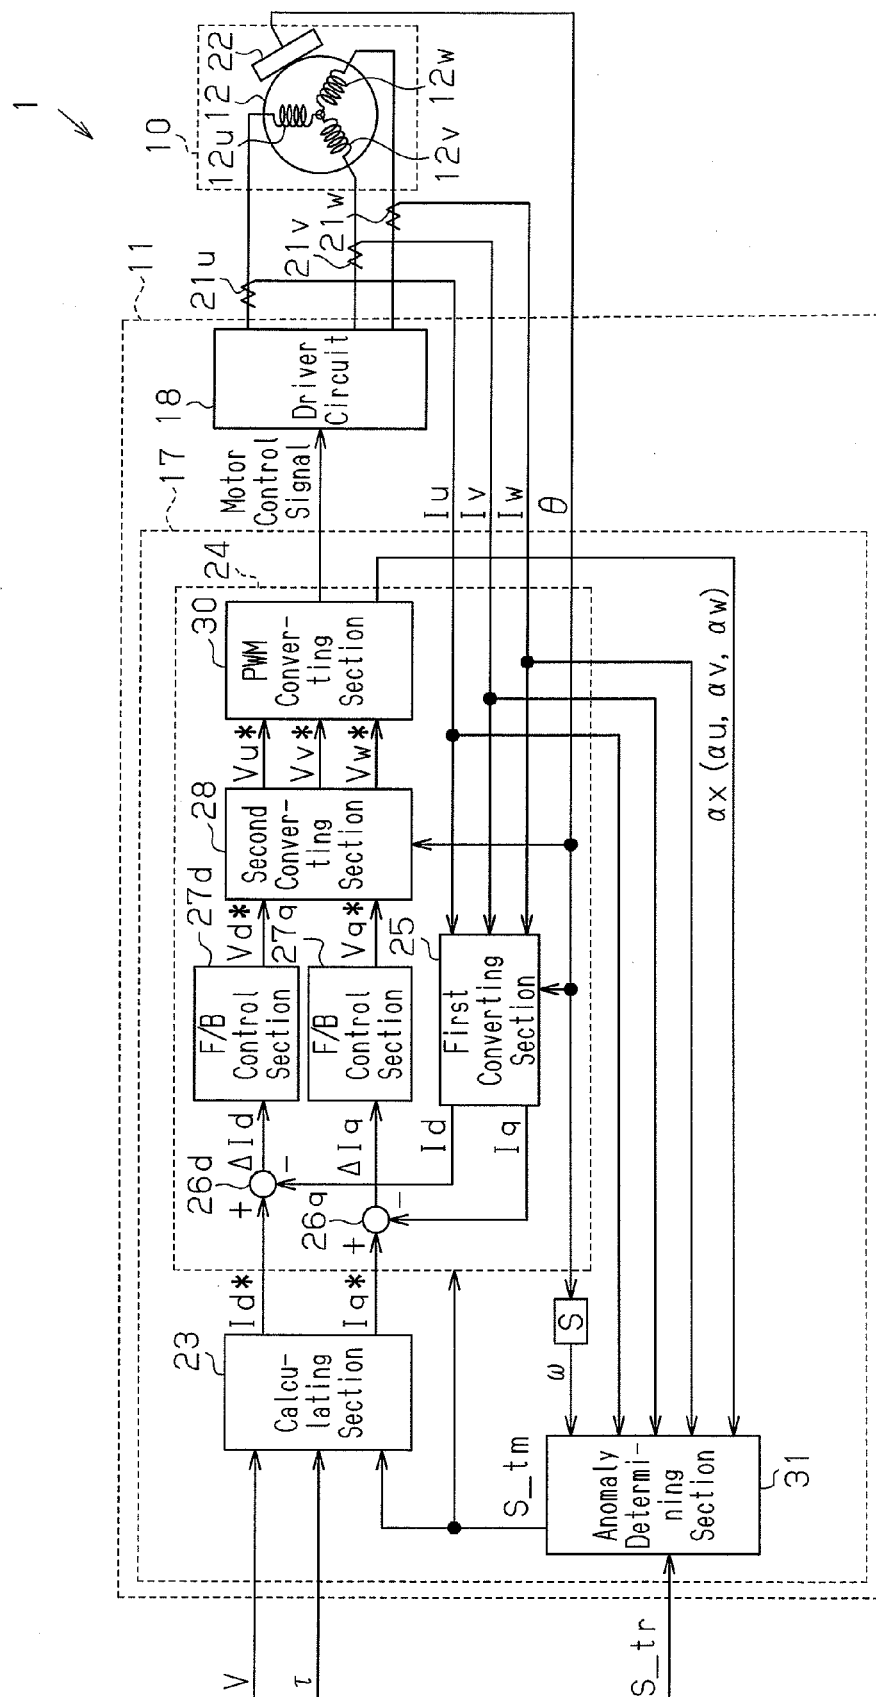 1
10
12u
12
22
12w
12v
11
21u
21v
21w
18
Driver
Circuit
17
Motor
Control
Signal
Iu
Iv
Iw
θ
24
30
PWM
Conver-
ting
Section
αx (αu, αv, αw)
Vu*
Vv*
Vw*
28
Second
Conver-
ting
Section
27d
Vd*
27q
Vq*
25
F/B
Control
Section
F/B
Control
Section
First
Converting
Section
ΔId
ΔIq
Id
Iq
26d
+
-
26q
+
-
Id*
Iq*
23
Calcu-
lating
Section
S
ω
S_tm
Anomaly
Determi-
ning
Section
31
V
τ
S_tr